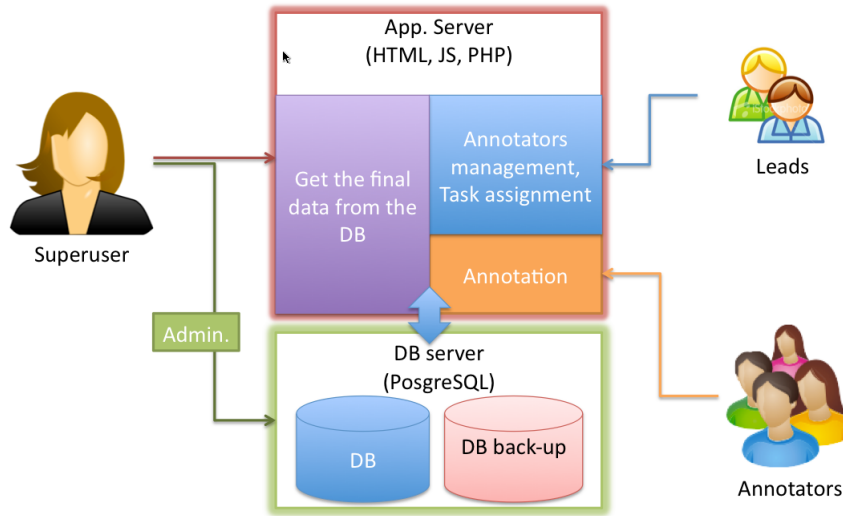 App. Server
(HTML, JS, PHP)
Get the final
data from the
DB
Annotators
management,
Task assignment
Annotation
Superuser
Leads
Admin.
DB server
(PosgreSQL)
DB
DB back-up
Annotators